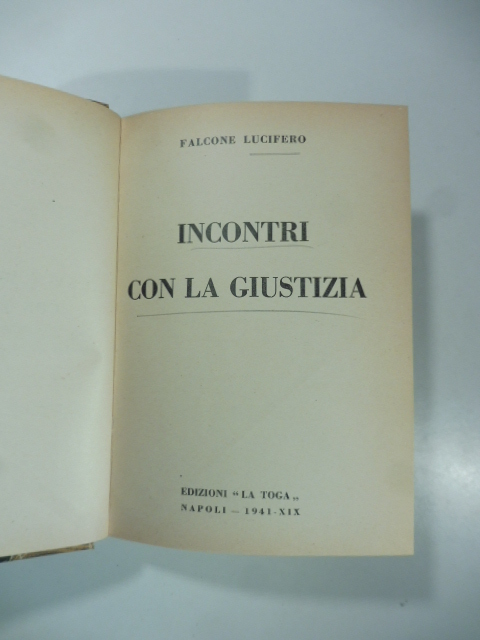 FALCONE LUCIFERO
INCONTRI
CON LA GIUSTIZIA
EDIZIONI “ LA TOGA „
NAPOLI — 1941-XIX